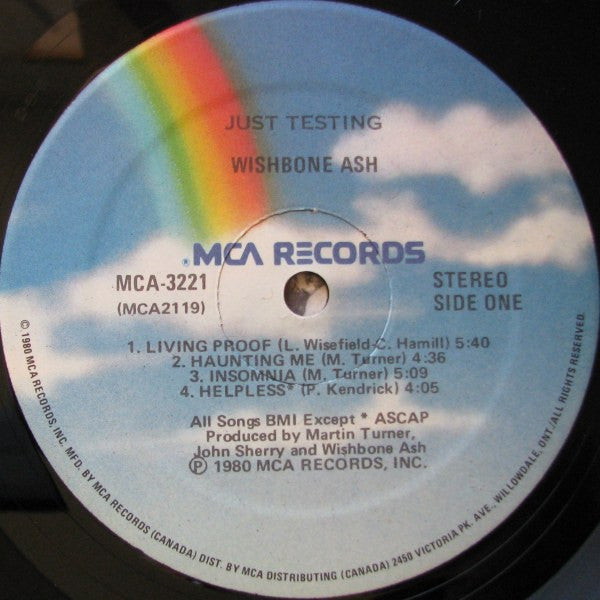 JUST TESTING
WISHBONE ASH
MCA RECORDS
MCA-3221
(MCA2119)
STEREO
SIDE ONE
1. LIVING PROOF (L. Wisefield-C. Hamill) 5:40
2. HAUNTING ME (M. Turner) 4:36
3. INSOMNIA (M. Turner) 5:09
4. HELPLESS* (P. Kendrick) 4:05
All Songs BMI Except * ASCAP
Produced by Martin Turner,
John Sherry and Wishbone Ash
Ⓟ 1980 MCA RECORDS, INC.
© 1980 MCA RECORDS, INC. MFD. BY MCA RECORDS (CANADA) DIST. BY MCA DISTRIBUTING (CANADA) 2450 VICTORIA PK. AVE., WILLOWDALE, ONT./ALL RIGHTS RESERVED.